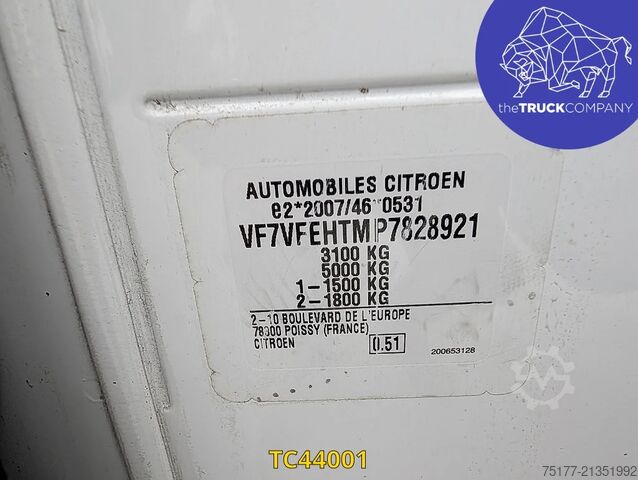 theTRUCKCOMPANY
AUTOMOBILES CITROEN
e2*2007/46*0531
VF7VFEHTMP7828921
3100 KG
5000 KG
1-1500 KG
2-1800 KG
2-10 BOULEVARD DE L'EUROPE
78300 POISSY (FRANCE)
CITROEN
0.51
200653128
TC44001
75177-21351992